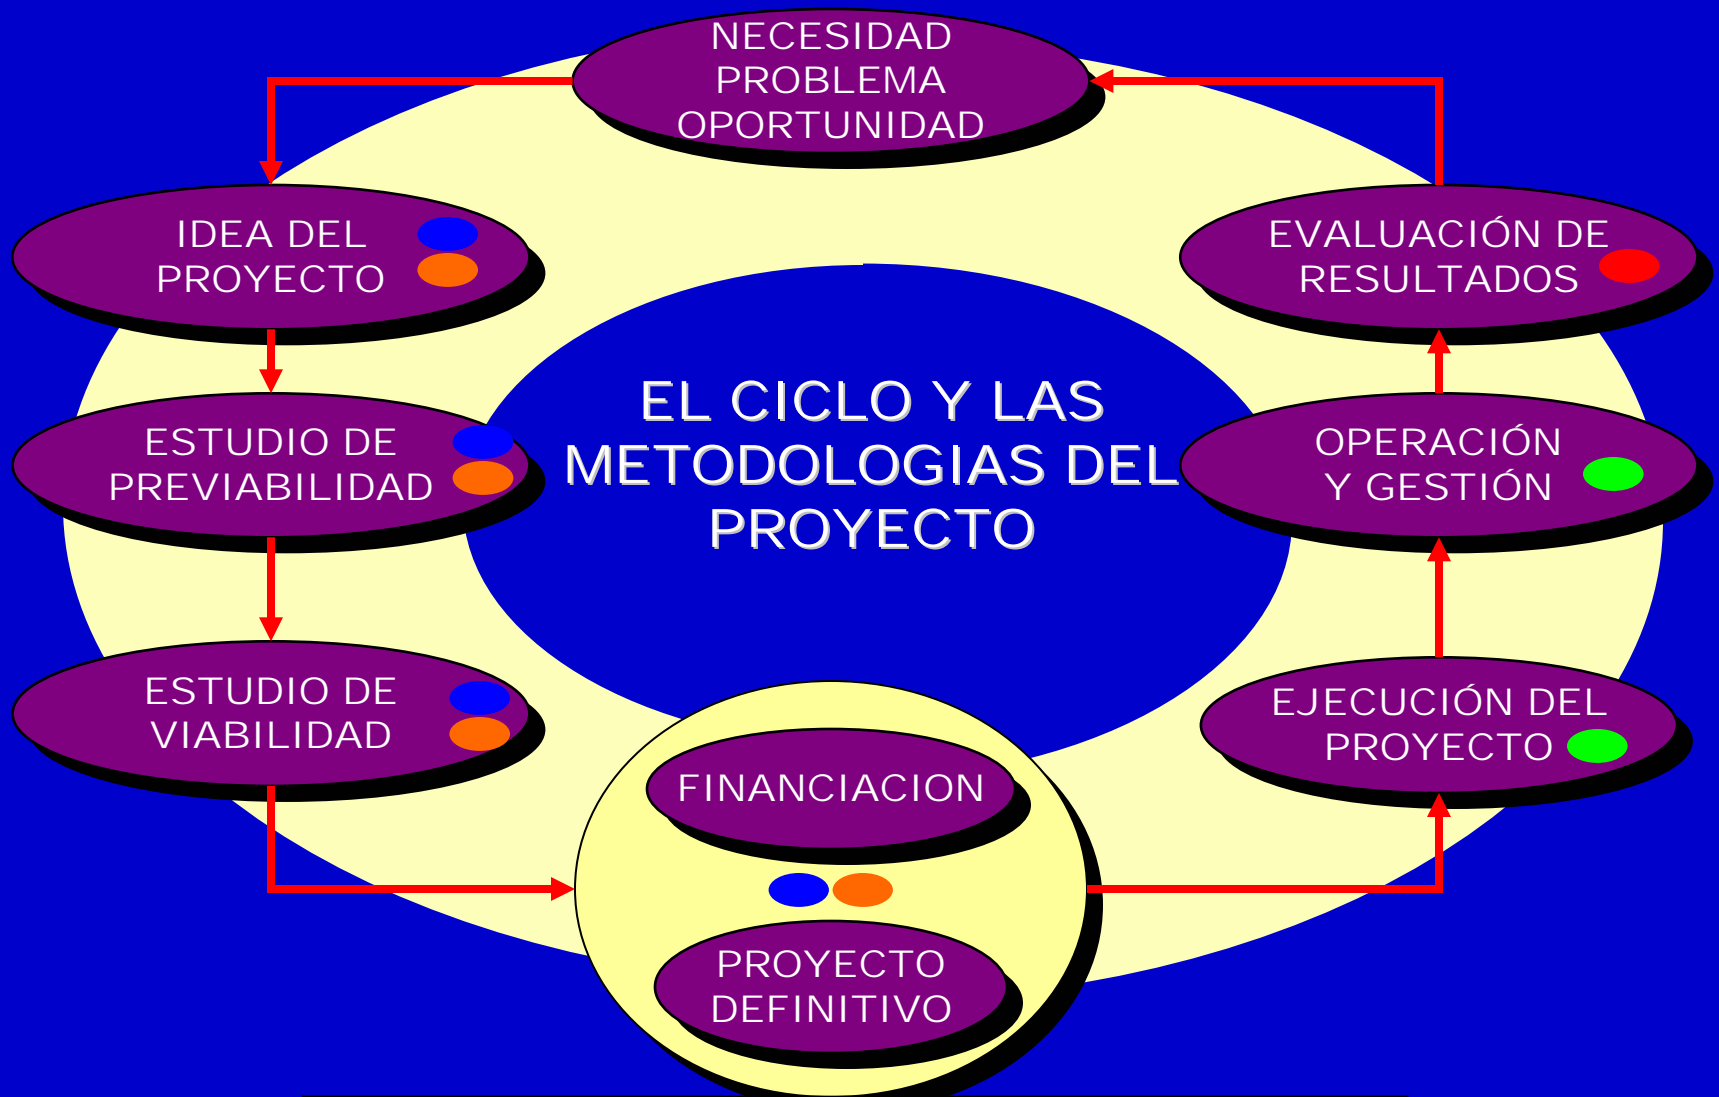 NECESIDAD
PROBLEMA
OPORTUNIDAD
IDEA DEL
PROYECTO
EVALUACIÓN DE
RESULTADOS
EL CICLO Y LAS
METODOLOGIAS DEL
PROYECTO
ESTUDIO DE
PREVIABILIDAD
OPERACIÓN
Y GESTIÓN
ESTUDIO DE
VIABILIDAD
EJECUCIÓN DEL
PROYECTO
FINANCIACION
PROYECTO
DEFINITIVO